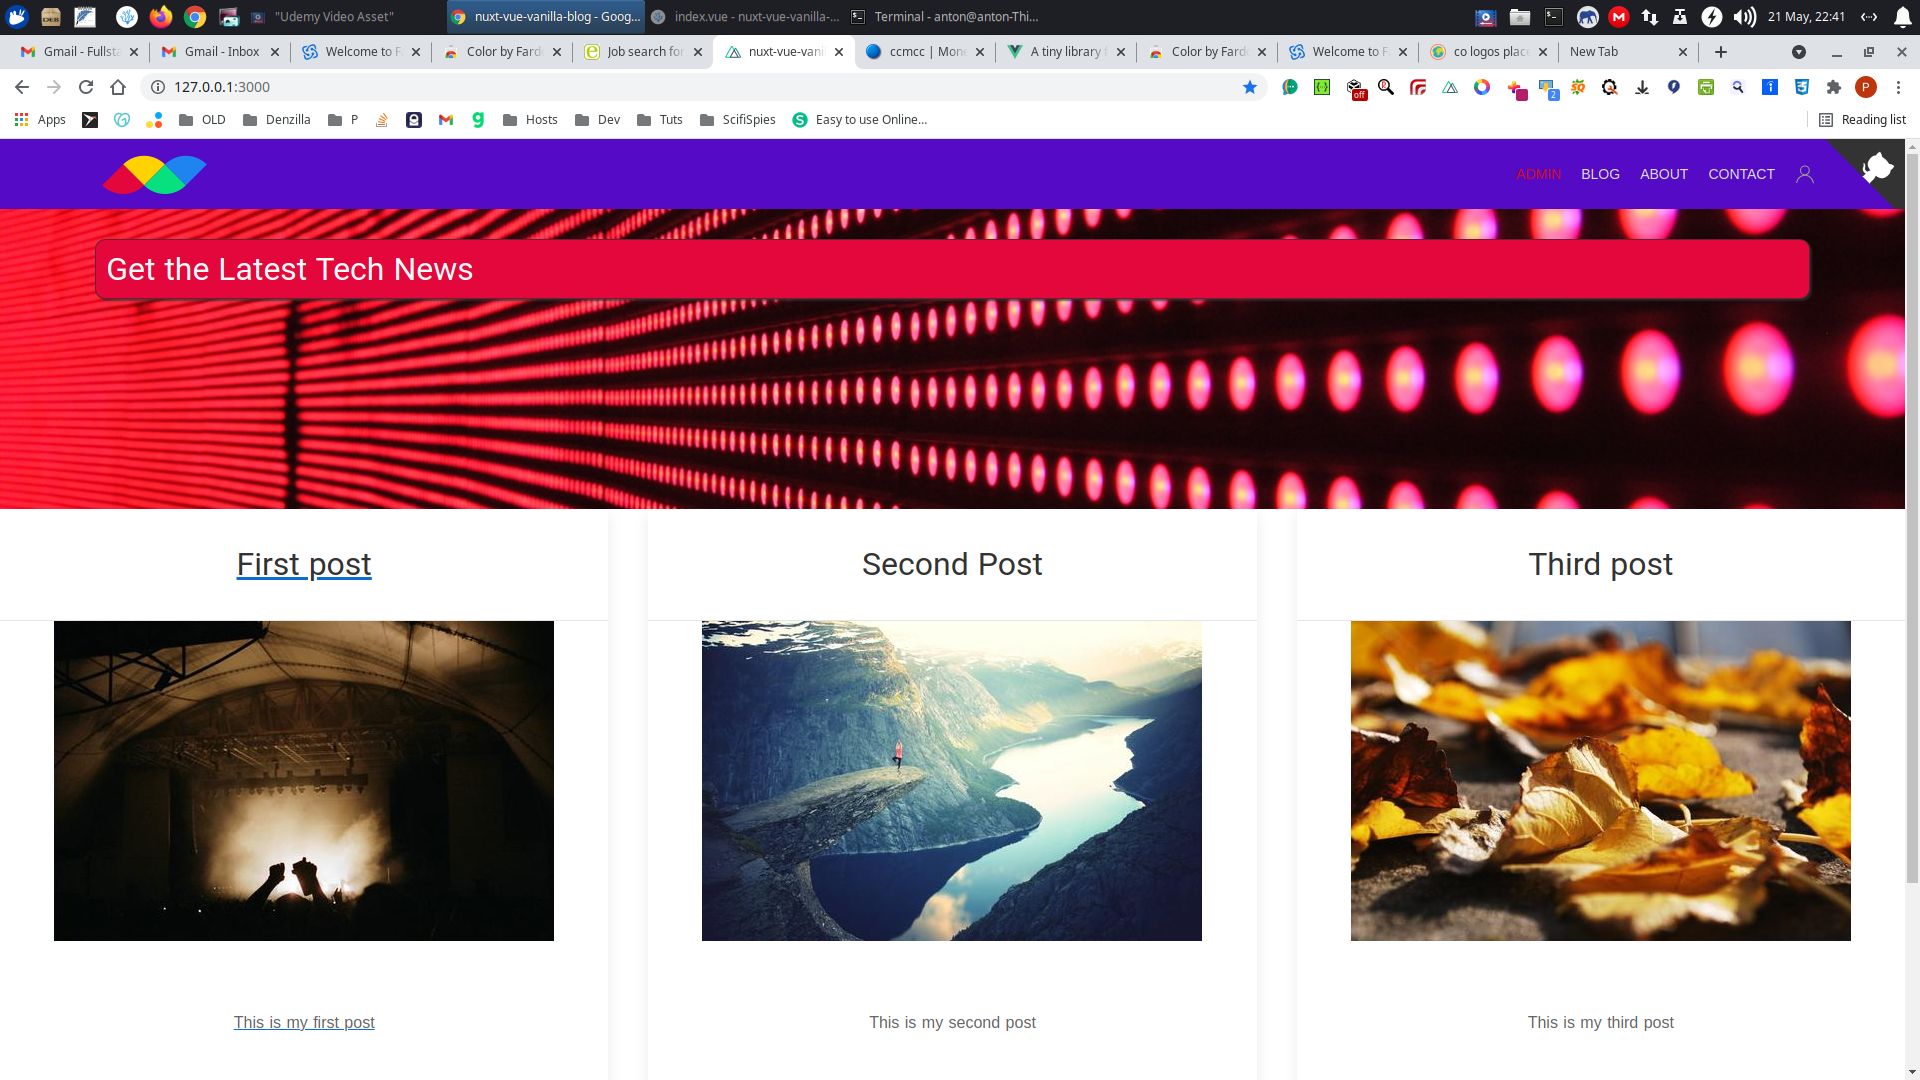 "Udemy Video Asset" nuxt-vue-vanilla-blog - Goog... index.vue - nuxt-vue-vanilla-... Terminal - anton@anton-Thi... 21 May, 22:41
Gmail - Fullsta Gmail - Inbox Welcome to F Color by Fard Job search for nuxt-vue-vani ccmcc | Mon A tiny library Color by Fard Welcome to F co logos plac New Tab
127.0.0.1:3000 off 2 P
Apps OLD Denzilla P Hosts Dev Tuts ScifiSpies Easy to use Online... Reading list
ADMIN BLOG ABOUT CONTACT
Get the Latest Tech News
First post Second Post Third post
This is my first post This is my second post This is my third post